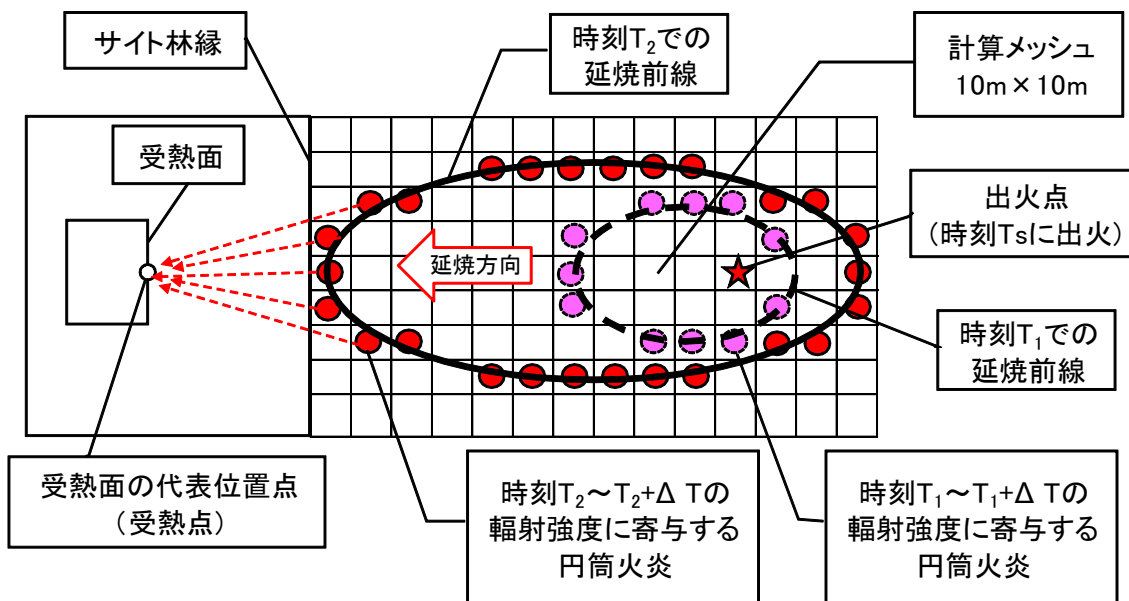 サイト林縁
時刻T₂での
延焼前線
計算メッシュ
10m×10m
受熱面
出火点
(時刻Tsに出火)
延焼方向
時刻T₁での
延焼前線
受熱面の代表位置点
(受熱点)
時刻T₂~T₂+Δ Tの
輻射強度に寄与する
円筒火炎
時刻T₁~T₁+Δ Tの
輻射強度に寄与する
円筒火炎